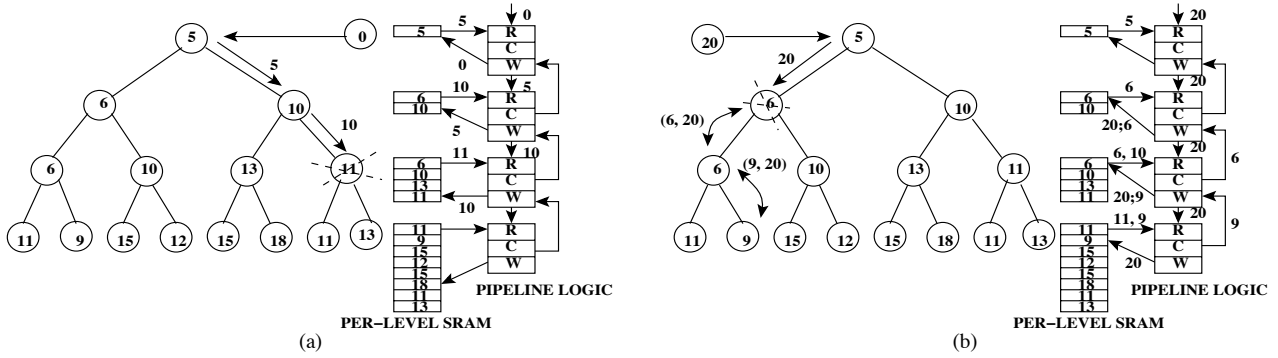 5 0 5 5 0 R
5 C
0 W
6 10 10 6 10 R 5
10 C
10 5 W
6 10 13 11 11 6 R 10
10 C
13 W
11 10
11 9 15 12 15 18 11 13 11 R
9 C
15 W
12
15
18 PIPELINE LOGIC
11
13
PER–LEVEL SRAM
(a)
20 5 5 5 R 20
20 C
W
6 10 6 6 R 20
10 C
(6, 20) 20;6 W
6 10 13 11 (9, 20) 6 6, 10 R 20 6
10 C
13 W
11 20;9
11 9 15 12 15 18 11 13 11 11, 9 R 20 9
9 C
15 20 W
12
15
18 PIPELINE LOGIC
11
13
PER–LEVEL SRAM
(b)